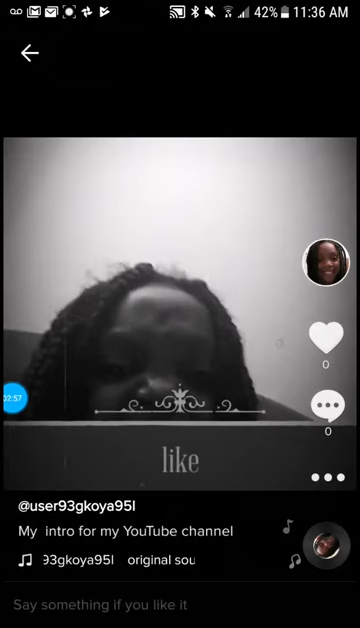 42% 11:36 AM
0
02:57
0
like
@user93gkoya95l
My intro for my YouTube channel
93gkoya95l original sou
Say something if you like it